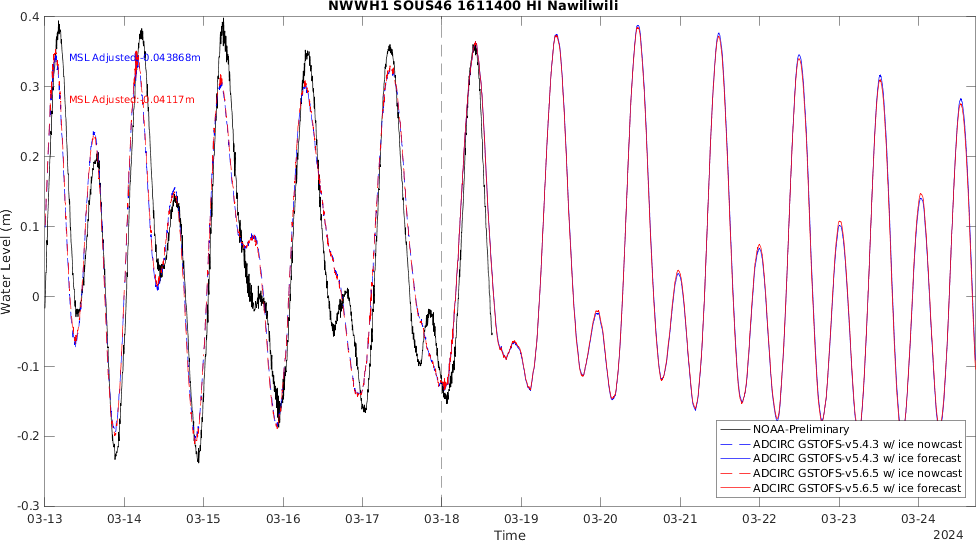 NWWH1 SOUS46 1611400 HI Nawiliwili
0.4
0.3
0.2
0.1
0
-0.1
-0.2
-0.3
Water Level (m)
MSL Adjusted:-0.043868m
MSL Adjusted:-0.04117m
NOAA-Preliminary
ADCIRC GSTOFS-v5.4.3 w/ ice nowcast
ADCIRC GSTOFS-v5.4.3 w/ ice forecast
ADCIRC GSTOFS-v5.6.5 w/ ice nowcast
ADCIRC GSTOFS-v5.6.5 w/ ice forecast
03-13 03-14 03-15 03-16 03-17 03-18 03-19 03-20 03-21 03-22 03-23 03-24
Time
2024